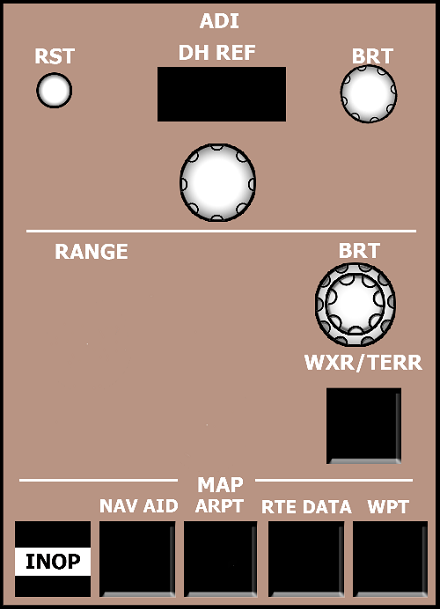 ADI
RST DH REF BRT
RANGE BRT
WXR/TERR
MAP
NAV AID ARPT RTE DATA WPT
INOP